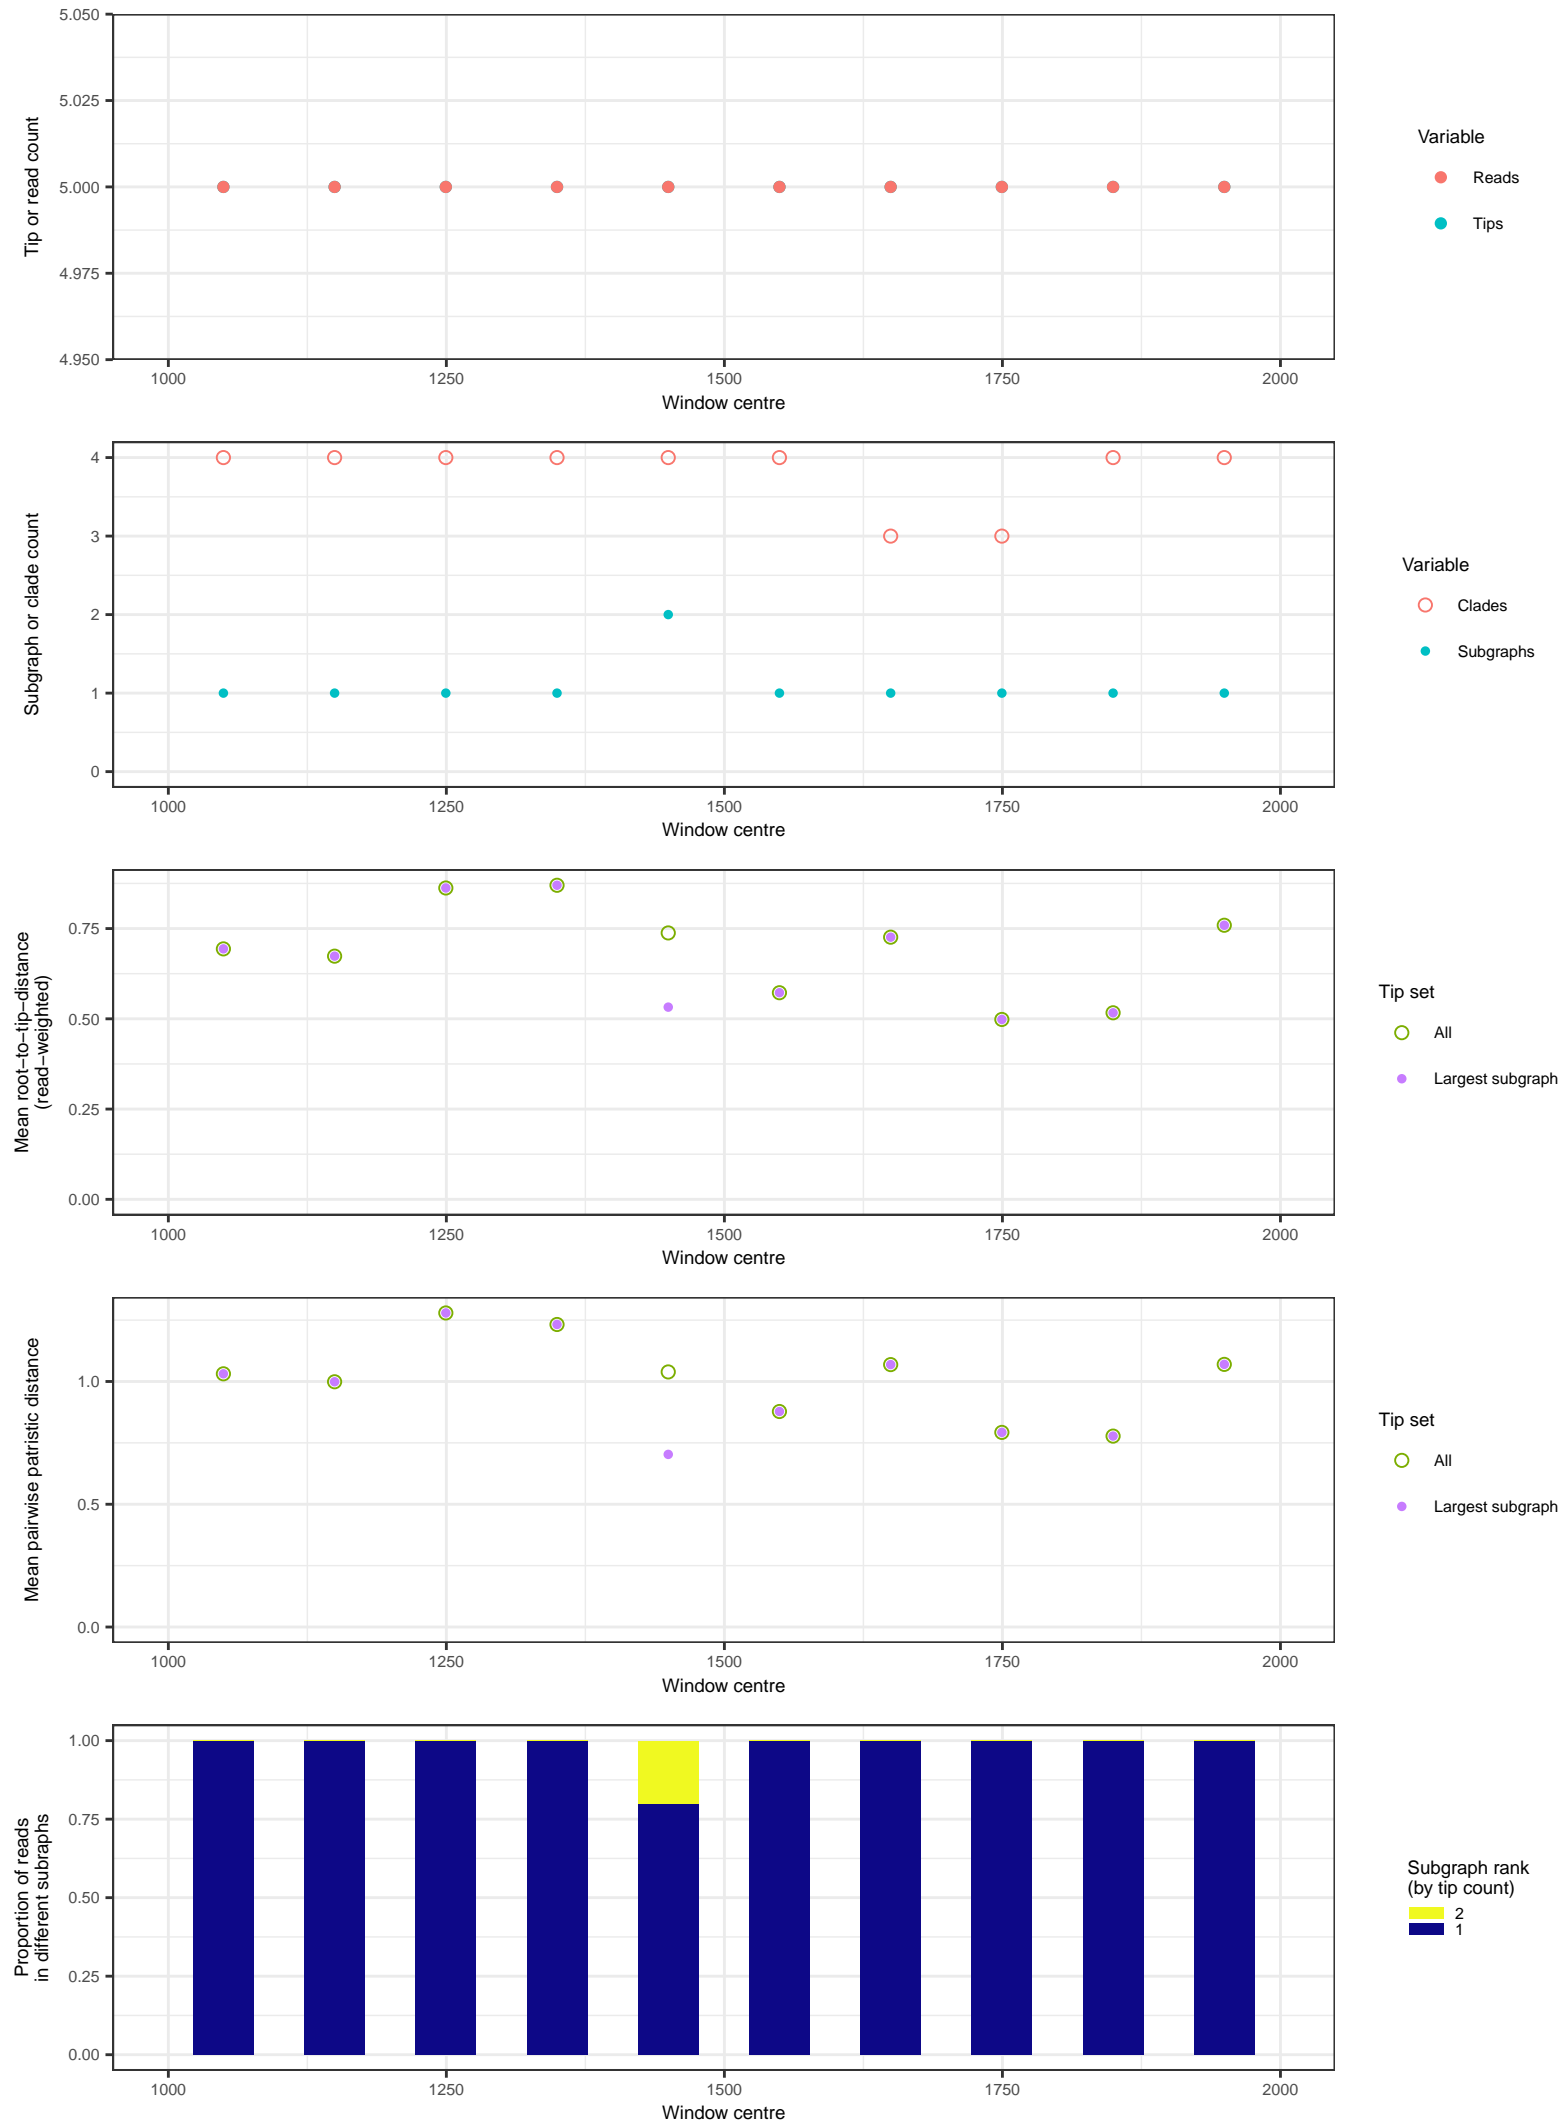 5.050
5.025
5.000
4.975
4.950
Tip or read count
1000 1250 1500 1750 2000
Window centre
Variable
Reads
Tips
4
3
2
1
0
Subgraph or clade count
1000 1250 1500 1750 2000
Window centre
Variable
Clades
Subgraphs
0.75
0.50
0.25
0.00
Mean root−to−tip−distance
(read−weighted)
1000 1250 1500 1750 2000
Window centre
Tip set
All
Largest subgraph
1.0
0.5
0.0
Mean pairwise patristic distance
1000 1250 1500 1750 2000
Window centre
Tip set
All
Largest subgraph
1.00
0.75
0.50
0.25
0.00
Proportion of reads
in different subraphs
1000 1250 1500 1750 2000
Window centre
Subgraph rank
(by tip count)
2
1